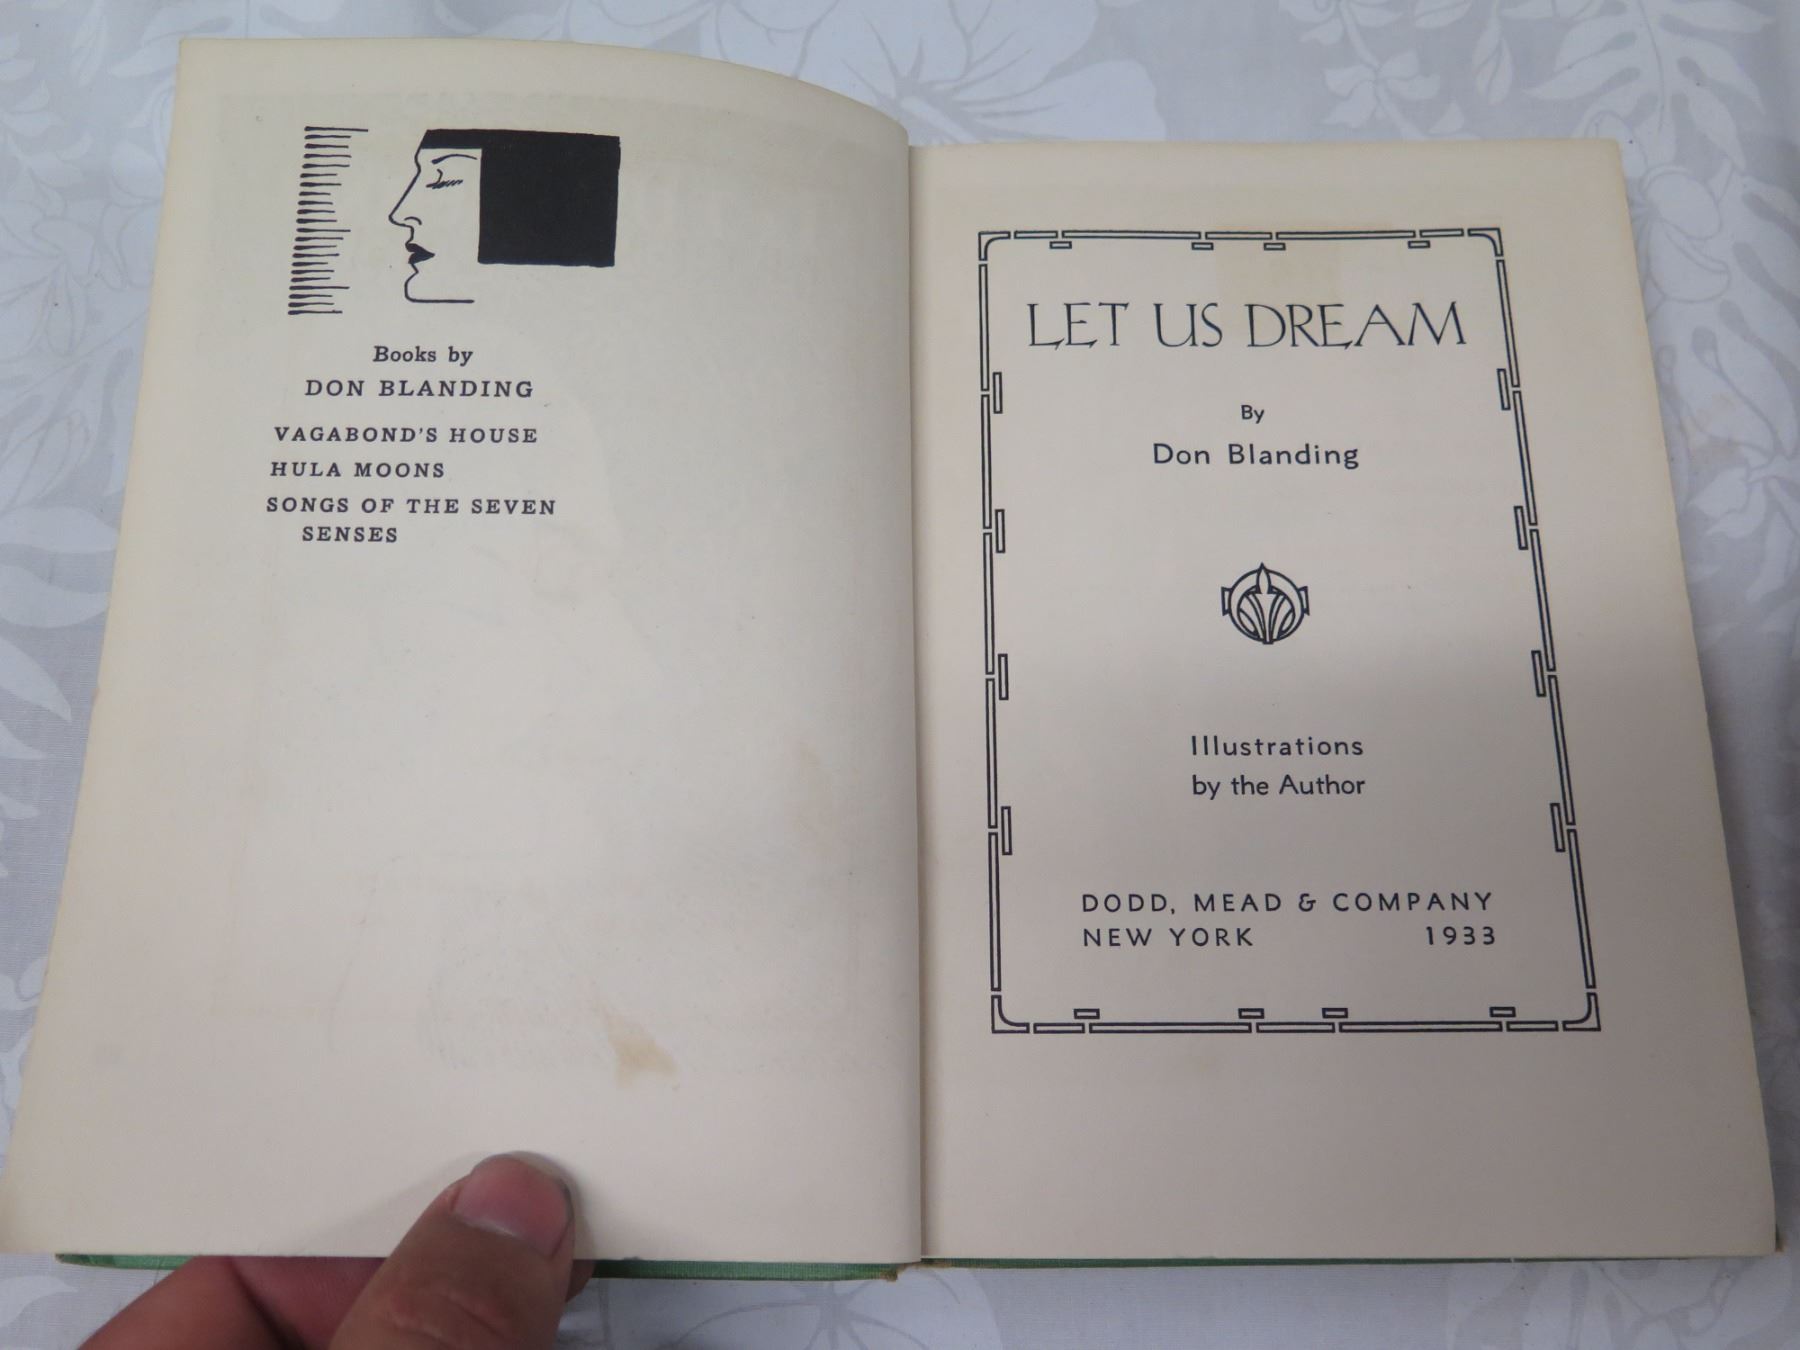 Books by
DON BLANDING
VAGABOND'S HOUSE
HULA MOONS
SONGS OF THE SEVEN
SENSES
LET US DREAM
By
Don Blanding
Illustrations
by the Author
DODD, MEAD & COMPANY
NEW YORK 1933